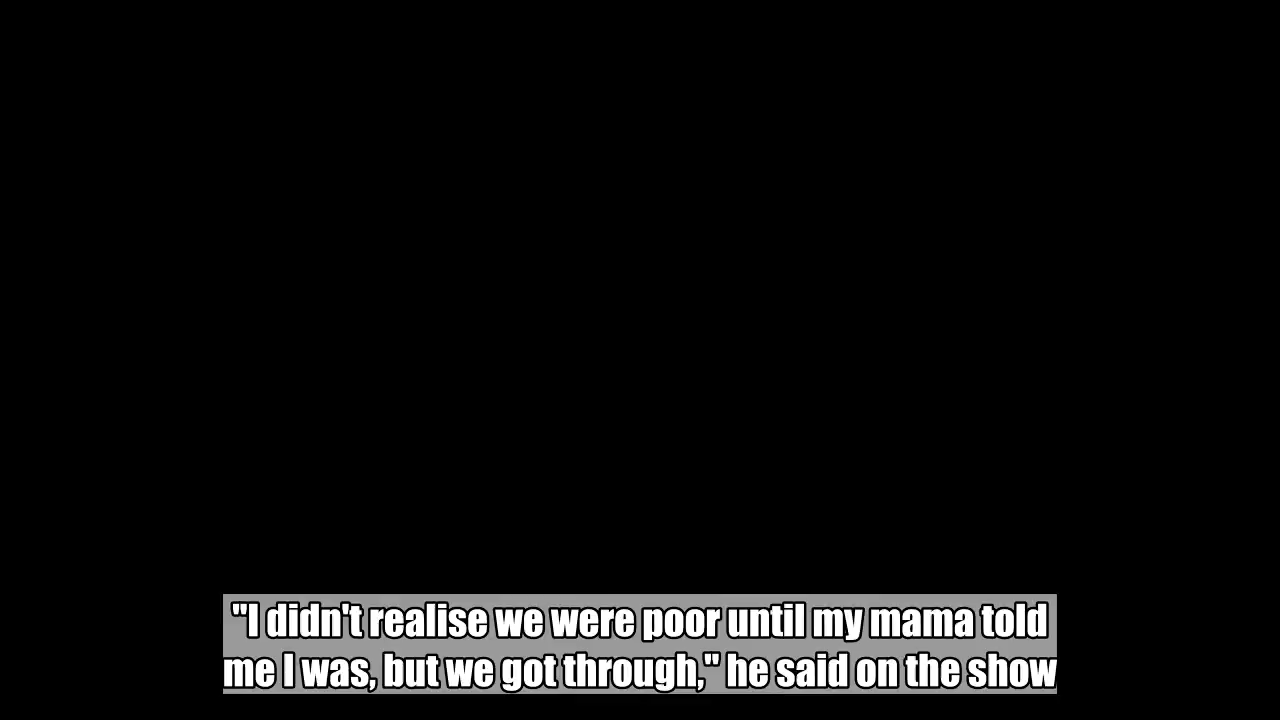 "I didn't realise we were poor until my mama told
me I was, but we got through," he said on the show